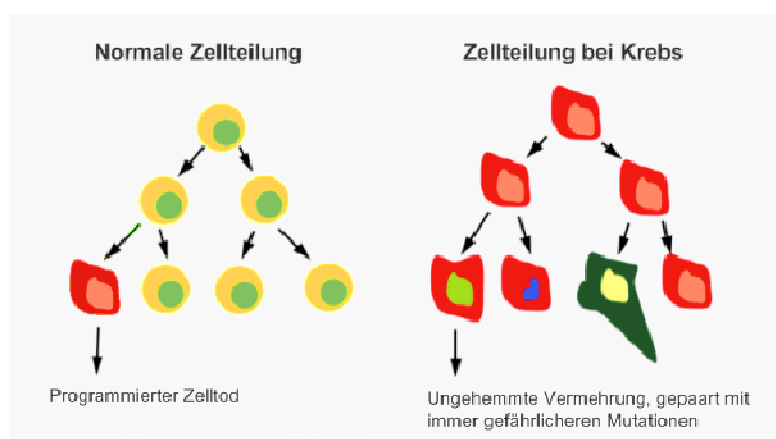 Normale Zellteilung
Zellteilung bei Krebs
Programmierter Zelltod
Ungehemmte Vermehrung, gepaart mit
immer gefährlicheren Mutationen